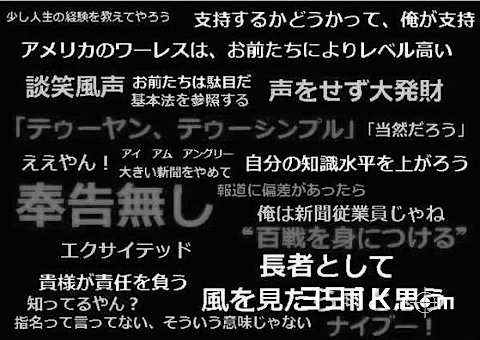 少し人生の経験を教えてやろう
支持するかどうかって、俺が支持
アメリカのワーレスは、お前たちによりレベル高い
談笑風声
お前たちは駄目だ
基本法を参照する
声をせず大発財
「テゥーヤン、テゥーシンプル」
「当然だろう」
ええやん！
アイ アム アングリー
大きい新聞をやめて
自分の知識水平を上がろう
奉告無し
報道に偏差があったら
俺は新聞従業員じゃね
“百戦を身につける”
エクサイテッド
長者として
貴様が責任を負う
知ってるやん？
風を見たら雨と思う
指名って言ってない、そういう意味じゃない
ナイブー！